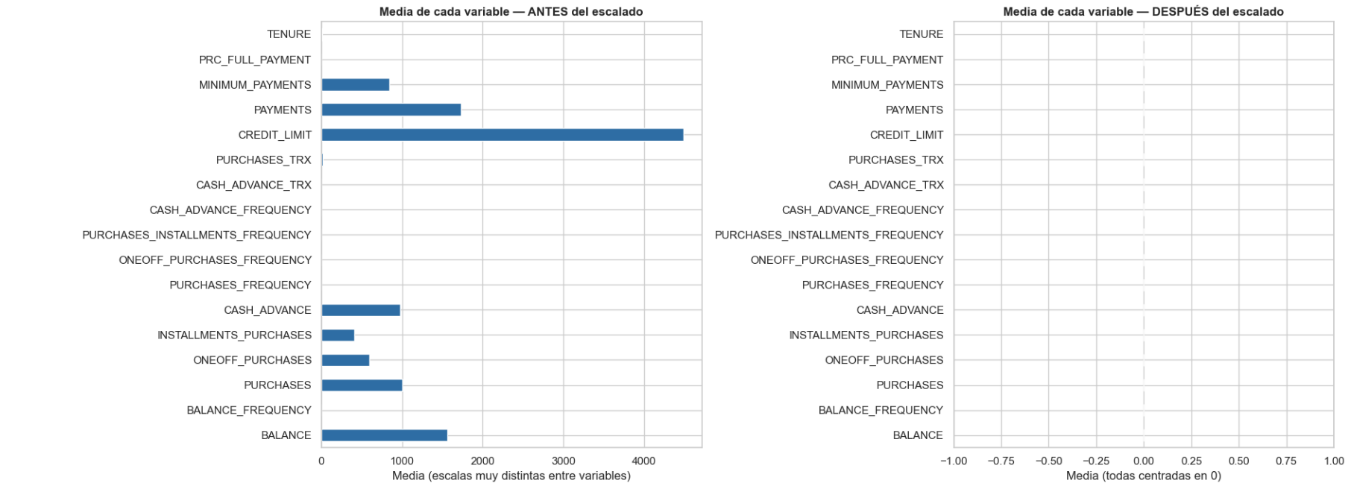 Media de cada variable — ANTES del escalado
TENURE
PRC_FULL_PAYMENT
MINIMUM_PAYMENTS
PAYMENTS
CREDIT_LIMIT
PURCHASES_TRX
CASH_ADVANCE_TRX
CASH_ADVANCE_FREQUENCY
PURCHASES_INSTALLMENTS_FREQUENCY
ONEOFF_PURCHASES_FREQUENCY
PURCHASES_FREQUENCY
CASH_ADVANCE
INSTALLMENTS_PURCHASES
ONEOFF_PURCHASES
PURCHASES
BALANCE_FREQUENCY
BALANCE
0 1000 2000 3000 4000
Media (escalas muy distintas entre variables)
Media de cada variable — DESPUÉS del escalado
TENURE
PRC_FULL_PAYMENT
MINIMUM_PAYMENTS
PAYMENTS
CREDIT_LIMIT
PURCHASES_TRX
CASH_ADVANCE_TRX
CASH_ADVANCE_FREQUENCY
PURCHASES_INSTALLMENTS_FREQUENCY
ONEOFF_PURCHASES_FREQUENCY
PURCHASES_FREQUENCY
CASH_ADVANCE
INSTALLMENTS_PURCHASES
ONEOFF_PURCHASES
PURCHASES
BALANCE_FREQUENCY
BALANCE
−1.00 −0.75 −0.50 −0.25 0.00 0.25 0.50 0.75 1.00
Media (todas centradas en 0)